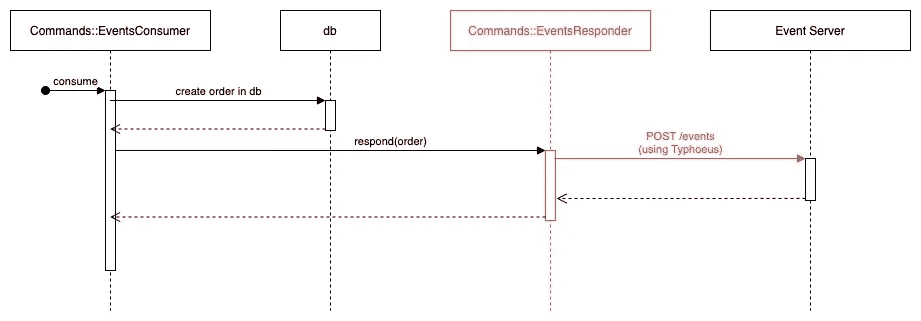 Commands::EventsConsumer
db
Commands::EventsResponder
Event Server
consume
create order in db
respond(order)
POST /events
(using Typhoeus)